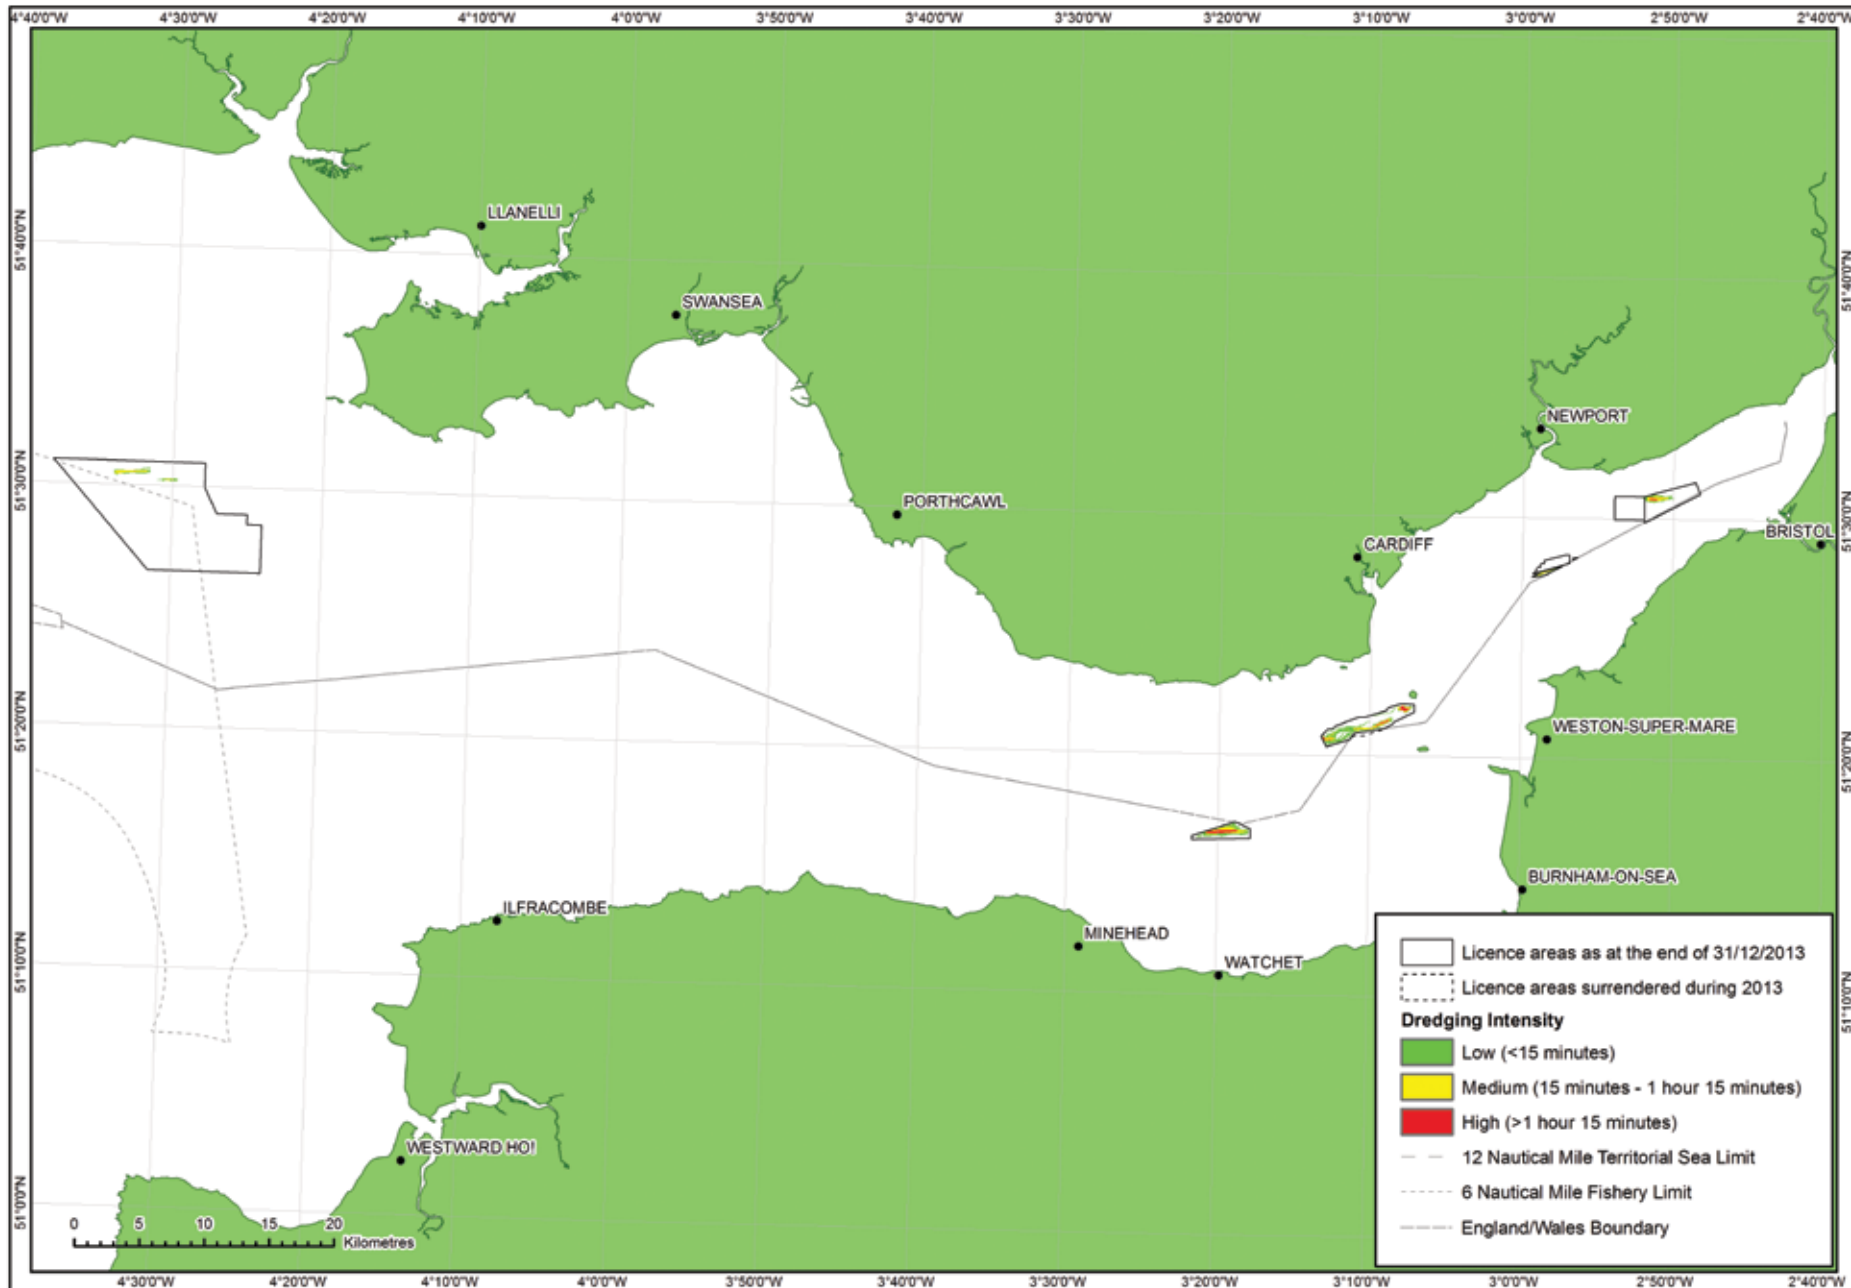 4°40'0"W 4°30'0"W 4°20'0"W 4°10'0"W 4°0'0"W 3°50'0"W 3°40'0"W 3°30'0"W 3°20'0"W 3°10'0"W 3°0'0"W 2°50'0"W 2°40'0"W
LLANELLI
51°40'0"N
51°40'0"N
SWANSEA
NEWPORT
51°30'0"N
PORTHCAWL
51°30'0"N
BRISTOL
CARDIFF
51°20'0"N
WESTON-SUPER-MARE
51°20'0"N
BURNHAM-ON-SEA
ILFRACOMBE
MINEHEAD
WATCHET
51°10'0"N
51°10'0"N
WESTWARD HO!
51°0'0"N
0 5 10 15 20
Kilometres
Licence areas as at the end of 31/12/2013
Licence areas surrendered during 2013
Dredging Intensity
Low (<15 minutes)
Medium (15 minutes - 1 hour 15 minutes)
High (>1 hour 15 minutes)
12 Nautical Mile Territorial Sea Limit
6 Nautical Mile Fishery Limit
England/Wales Boundary
4°30'0"W 4°20'0"W 4°10'0"W 4°0'0"W 3°50'0"W 3°40'0"W 3°30'0"W 3°20'0"W 3°10'0"W 3°0'0"W 2°50'0"W